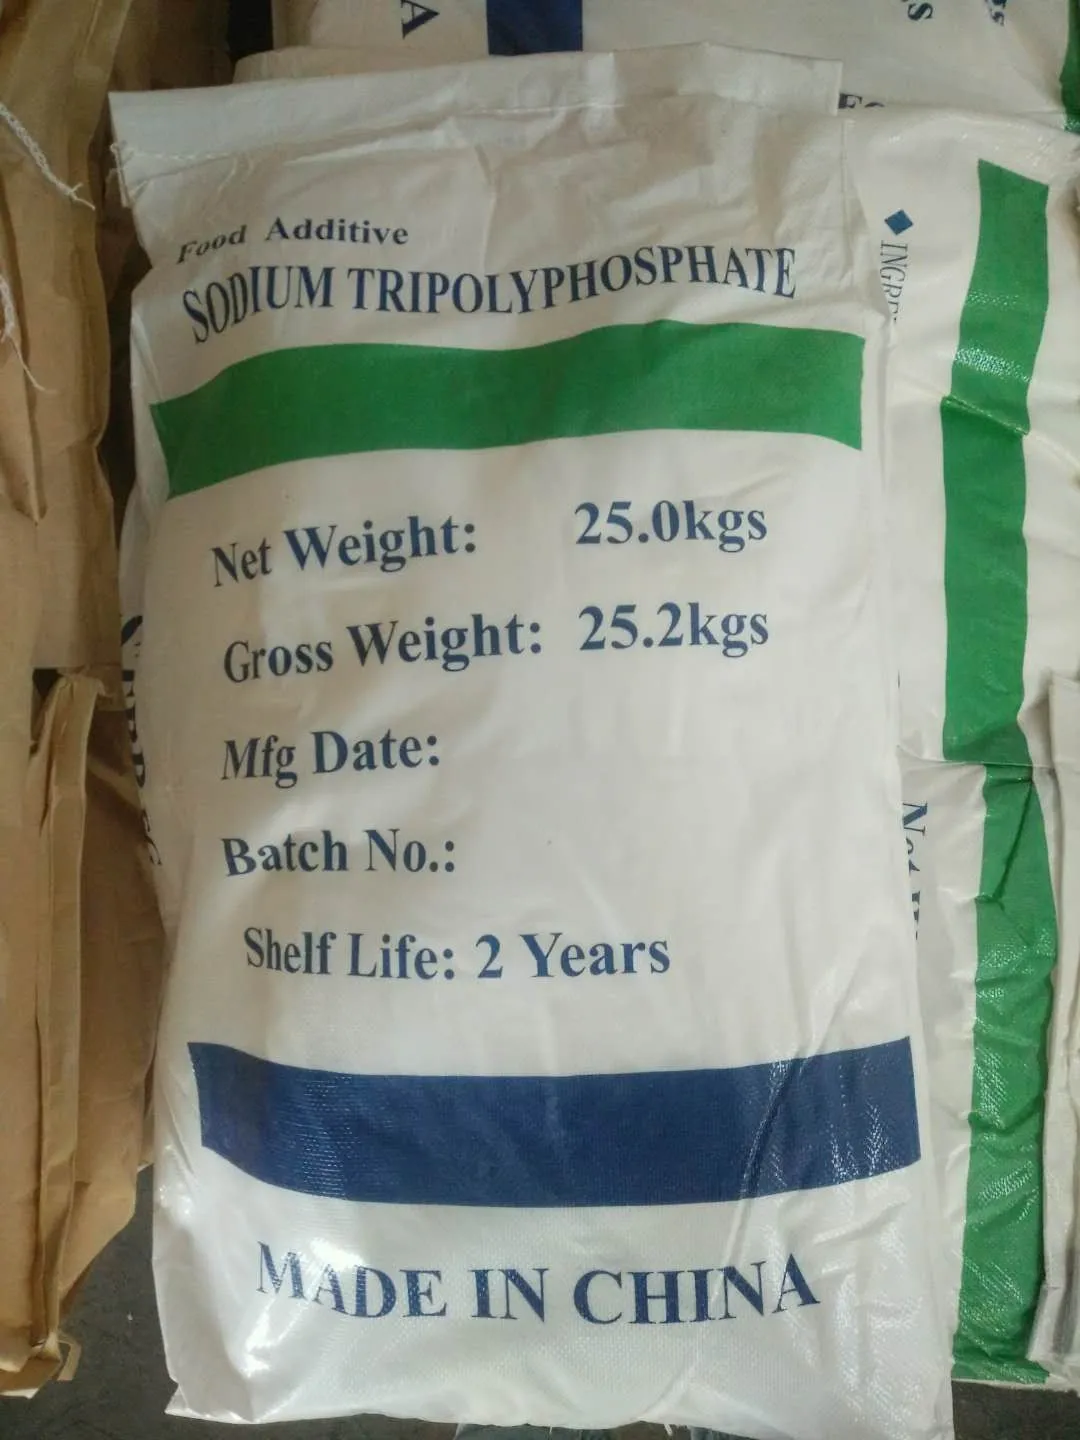 Food Additive
SODIUM TRIPOLYPHOSPHATE
Net Weight: 25.0kgs
Gross Weight: 25.2kgs
Mfg Date:
Batch No.:
Shelf Life: 2 Years
MADE IN CHINA